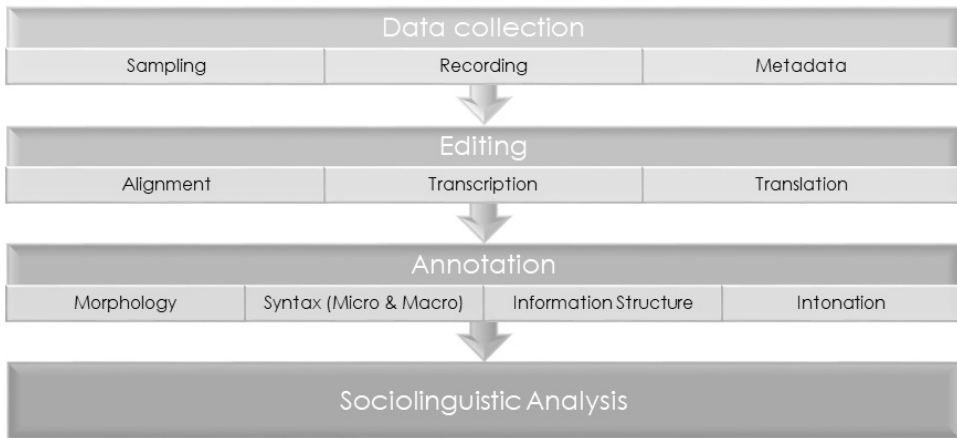 Data collection
Sampling Recording Metadata
Editing
Alignment Transcription Translation
Annotation
Morphology Syntax (Micro & Macro) Information Structure Intonation
Sociolinguistic Analysis